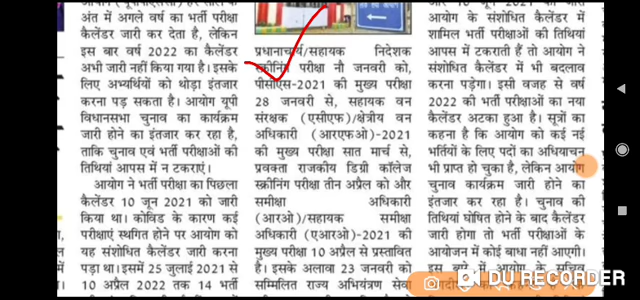 अंत में अगले वर्ष का भर्ती परीक्षा
कैलेंडर जारी कर देता है, लेकिन
इस बार वर्ष 2022 का कैलेंडर
अभी जारी नहीं किया गया है। इसके
लिए अभ्यर्थियों को थोड़ा इंतजार
करना पड़ सकता है। आयोग यूपी
विधानसभा चुनाव का कार्यक्रम
जारी होने का इंतजार कर रहा है,
ताकि चुनाव एवं भर्ती परीक्षाओं की
तिथियां आपस में न टकराएं।
आयोग ने भर्ती परीक्षा का पिछला
कैलेंडर 10 जून 2021 को जारी
किया था। कोविड के कारण कई
परीक्षाएं स्थगित होने पर आयोग को
यह संशोधित कैलेंडर जारी करना
पड़ा था। इसमें 25 जुलाई 2021 से
10 अप्रैल 2022 तक 14 भर्ती
प्रधानाचार्य/सहायक निदेशक
स्क्रीनिंग परीक्षा नौ जनवरी को,
पीसीएस-2021 की मुख्य परीक्षा
28 जनवरी से, सहायक वन
संरक्षक (एसीएफ)/क्षेत्रीय वन
अधिकारी (आरएफओ)-2021
की मुख्य परीक्षा सात मार्च से,
प्रवक्ता राजकीय डिग्री कॉलेज
स्क्रीनिंग परीक्षा तीन अप्रैल को और
समीक्षा अधिकारी
(आरओ)/सहायक समीक्षा
अधिकारी (एआरओ)-2021 की
मुख्य परीक्षा 10 अप्रैल से प्रस्तावित
है। इसके अलावा 23 जनवरी को
सम्मिलित राज्य अभियंत्रण सेवा
आयोग के संशोधित कैलेंडर में
शामिल भर्ती परीक्षाओं की तिथियां
आपस में टकराती हैं तो आयोग ने
संशोधित कैलेंडर में भी बदलाव
करना पड़ेगा। इसी वजह से वर्ष
2022 की भर्ती परीक्षाओं का नया
कैलेंडर अटका हुआ है। सूत्रों का
कहना है कि आयोग को कई नई
भर्तियों के लिए पदों का अधियाचन
भी प्राप्त हो चुका है, लेकिन आयोग
चुनाव कार्यक्रम जारी होने का
इंतजार कर रहा है। चुनाव की
तिथियां घोषित होने के बाद कैलेंडर
जारी होगा तो भर्ती परीक्षाओं के
आयोजन में कोई बाधा नहीं आएगी।
इस बारे में आयोग के सचिव
DU RECORDER